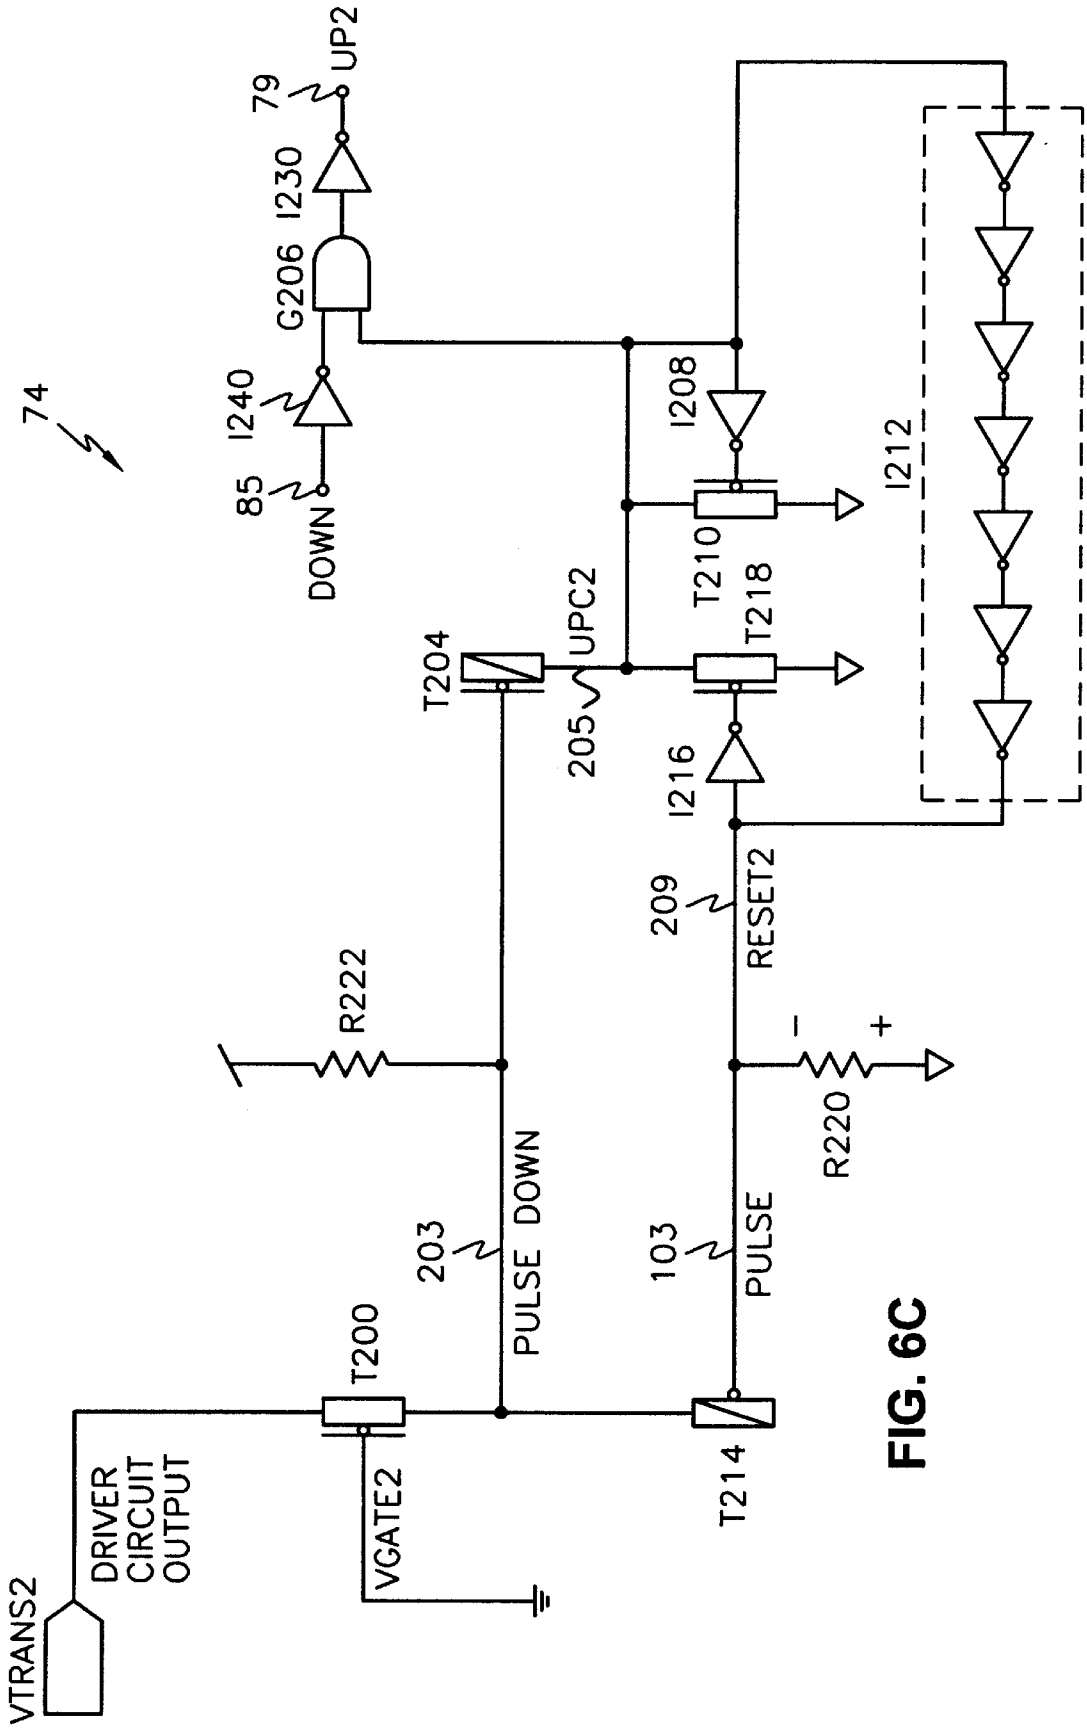 74
VTRANS2
DRIVER
CIRCUIT
OUTPUT
VGATE2
T200
R222
203
PULSE DOWN
T204
205
UPC2
DOWN
85
I240
G206
I230
79
UP2
T214
103
PULSE
R220
-
+
209
RESET2
I216
T218
T210
I208
I212
FIG. 6C